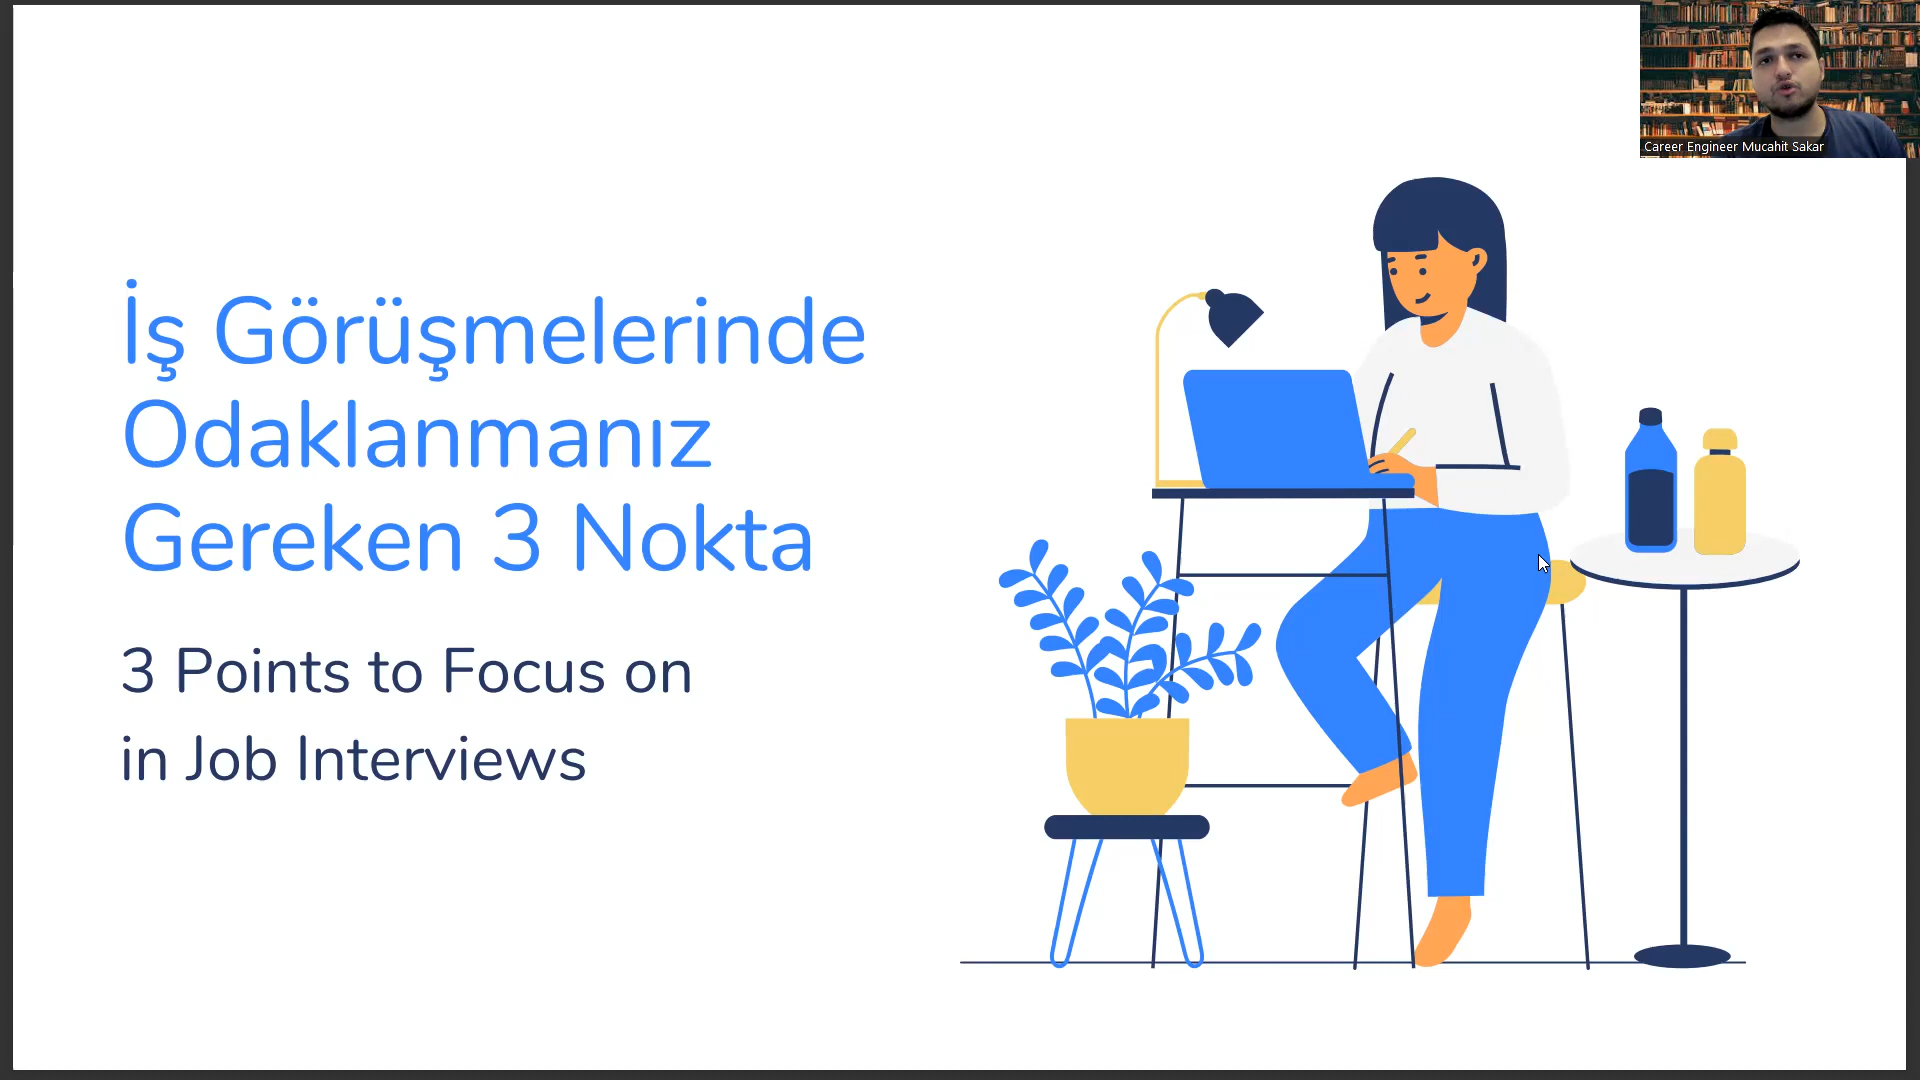 Career Engineer Mucahit Sakar
İş Görüşmelerinde
Odaklanmanız
Gereken 3 Nokta
3 Points to Focus on
in Job Interviews